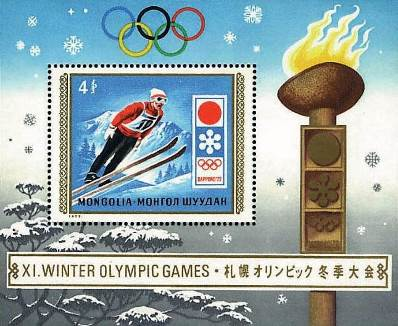 4₮
SAPPORO '72
MONGOLIA-МОНГОЛ ШУУДАН
1972
XI. WINTER OLYMPIC GAMES · 札幌オリンピック 冬季大会